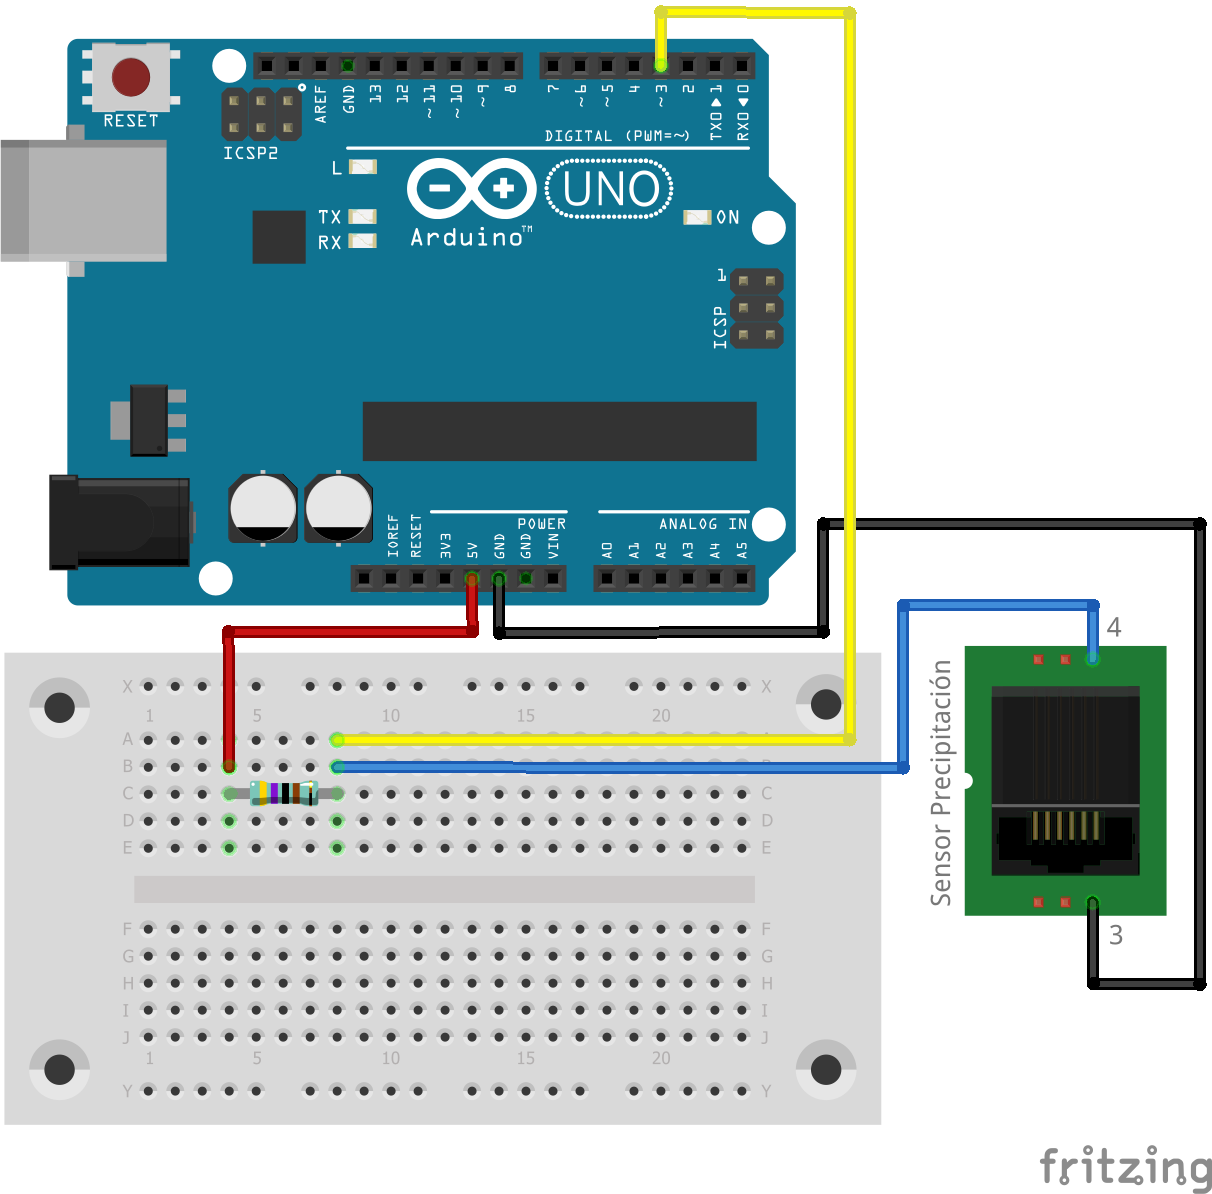 RESET
ICSP2
AREF
GND
13
12
~11
~10
~9
8
7
~6
~5
4
~3
2
TX0▶1
RX0◀0
DIGITAL (PWM=~)
L
TX
RX
UNO
Arduino™
ON
1
ICSP
IOREF
RESET
3V3
5V
GND
GND
VIN
POWER
A0
A1
A2
A3
A4
A5
ANALOG IN
4
3
Sensor Precipitación
X X
1 5 10 15 20
A
B
C C
D D
E E
F F
G G
H H
I I
J J
1 5 10 15 20
Y Y
fritzing